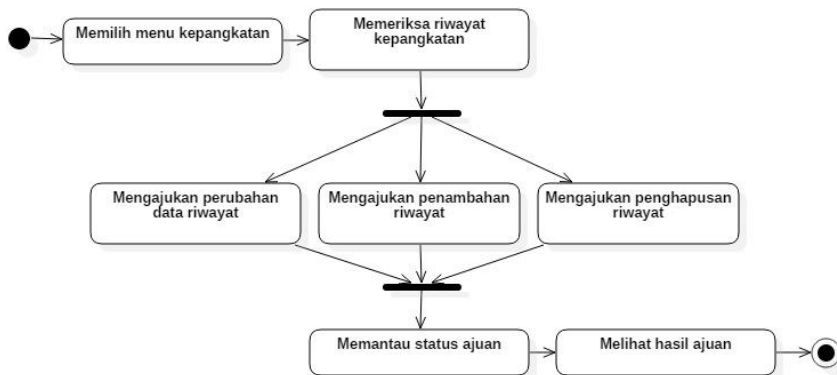 Memilih menu kepangkatan
Memeriksa riwayat
kepangkatan
Mengajukan perubahan
data riwayat
Mengajukan penambahan
riwayat
Mengajukan penghapusan
riwayat
Memantau status ajuan
Melihat hasil ajuan